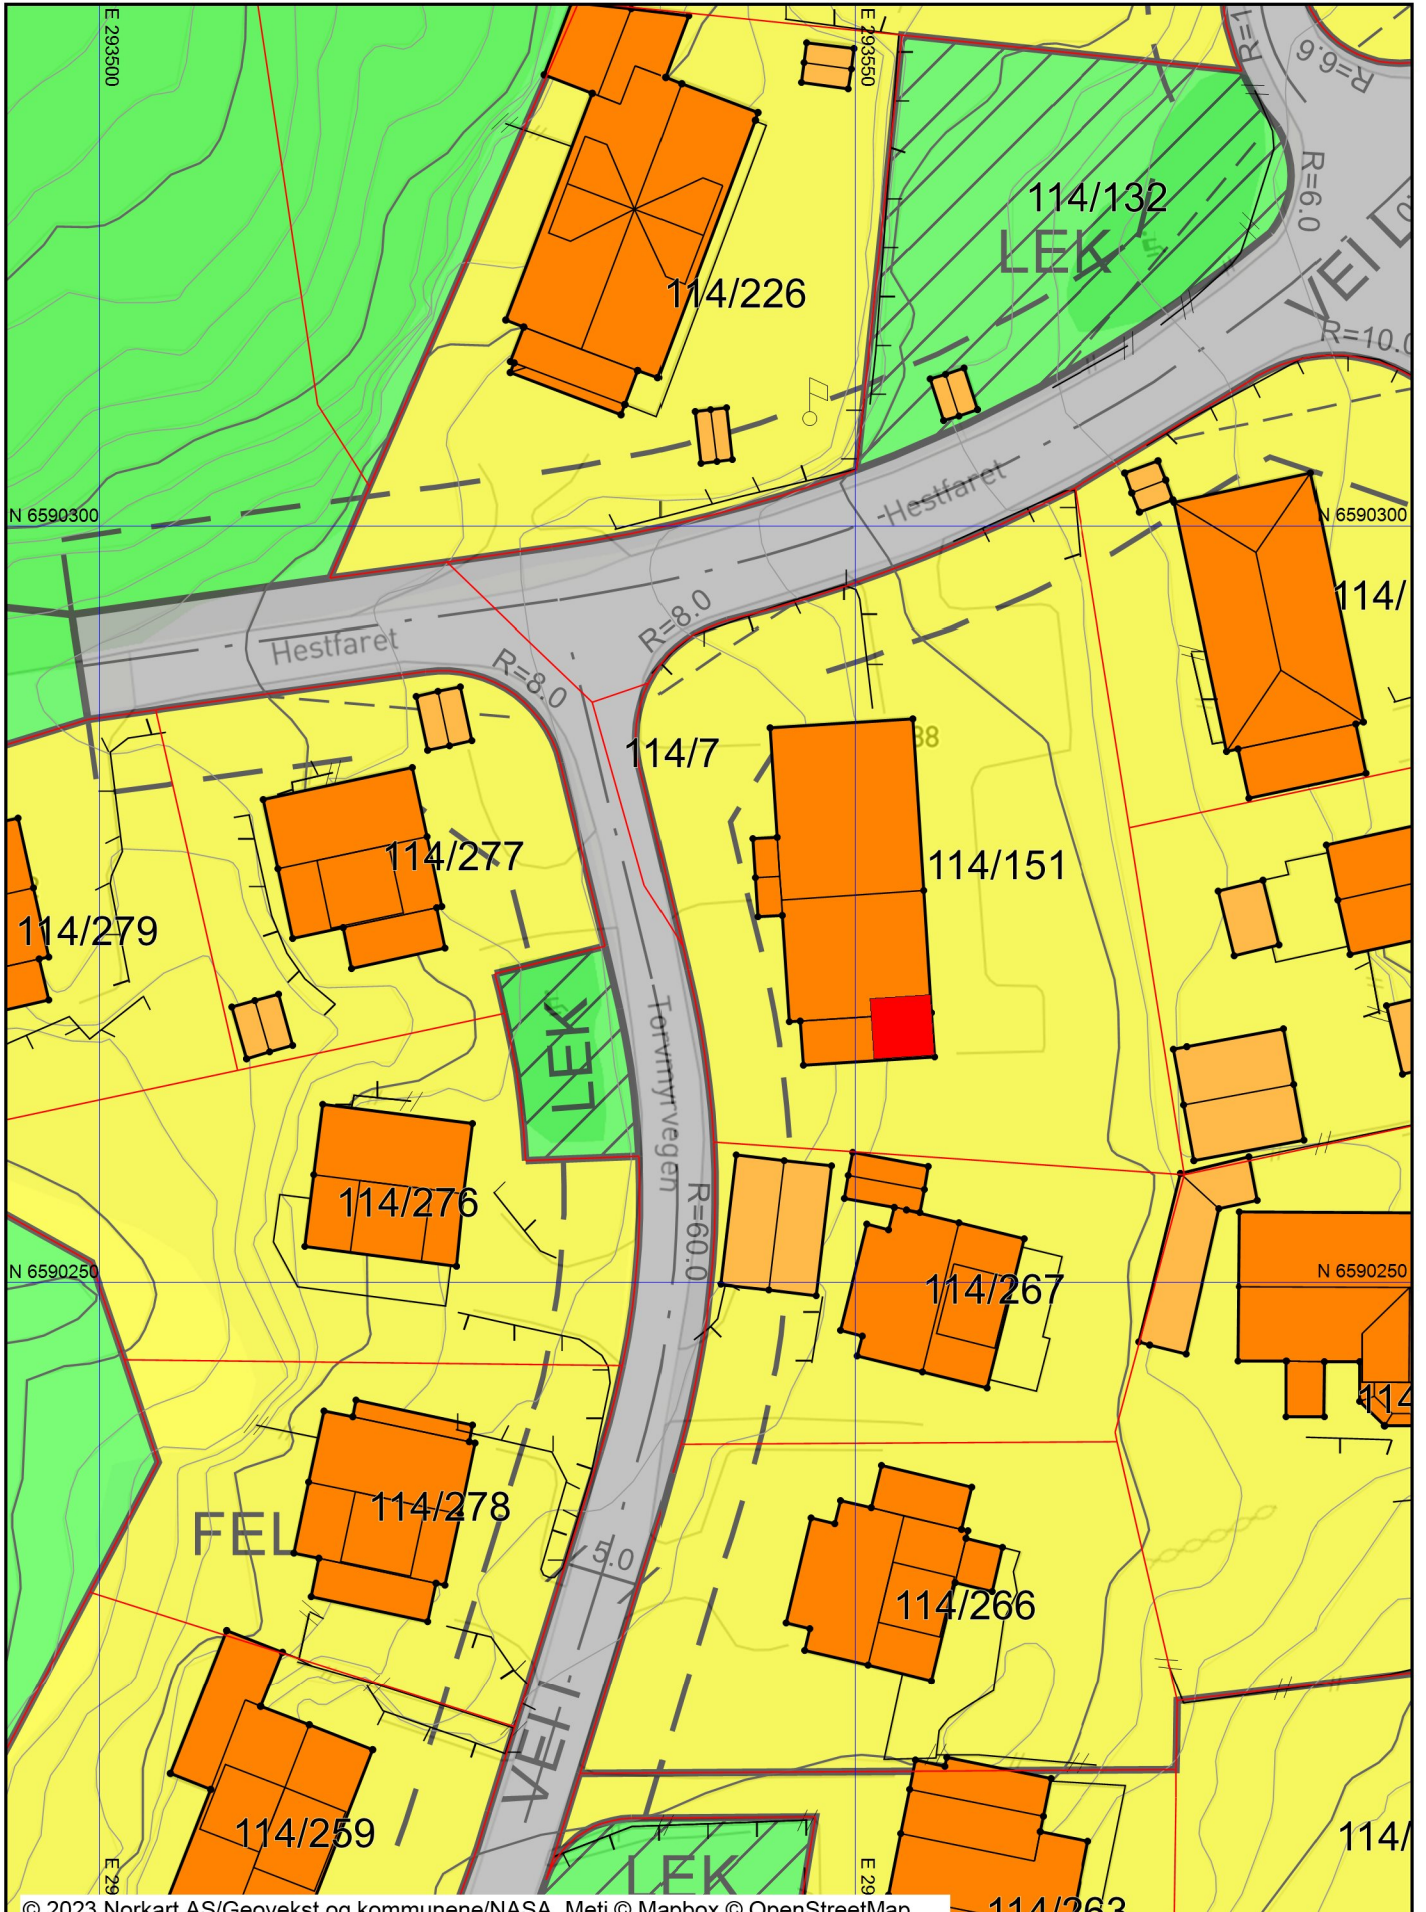 E 293500
E 293550
R=1
R=6.6
R=6.0
114/132
LEK
114/226
VEI
R=10.0
Hestfaret
N 6590300
N 6590300
114/
R=8.0
Hestfaret
R=8.0
114/7
38
114/277
114/151
114/279
LEK
Torvmyrvegen
114/276
R=60.0
N 6590250
N 6590250
114/267
114
114/278
FEL
5.0
114/266
VEI I
114/259
114/
LEK
E 29
E 29
114/263
© 2023 Norkart AS/Geovekst og kommunene/NASA, Meti © Mapbox © OpenStreetMap